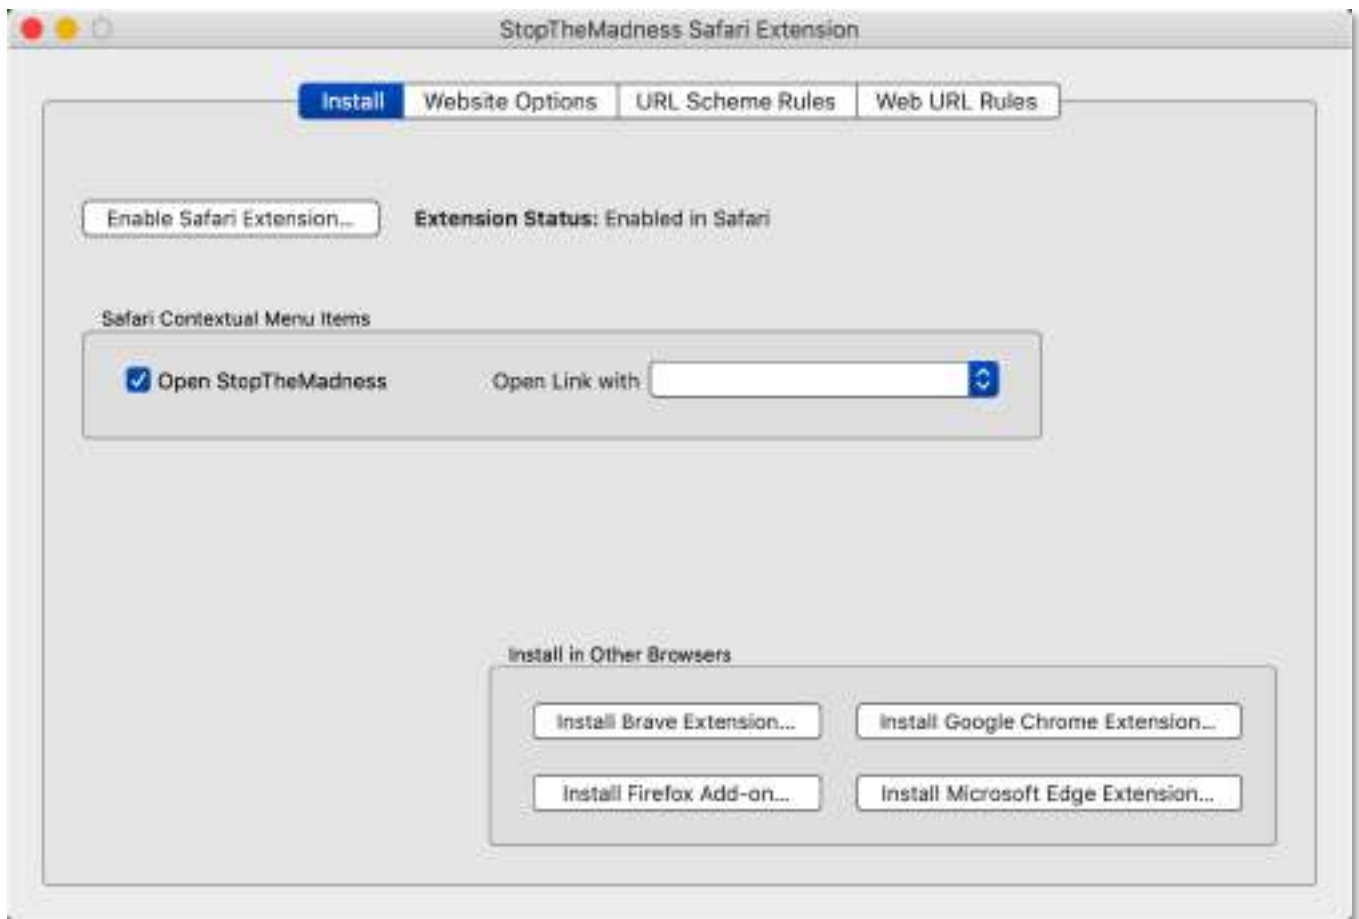 StopTheMadness Safari Extension
Install Website Options URL Scheme Rules Web URL Rules
Enable Safari Extension... Extension Status: Enabled in Safari
Safari Contextual Menu Items
Open StopTheMadness Open Link with
Install in Other Browsers
Install Brave Extension... Install Google Chrome Extension...
Install Firefox Add-on... Install Microsoft Edge Extension...